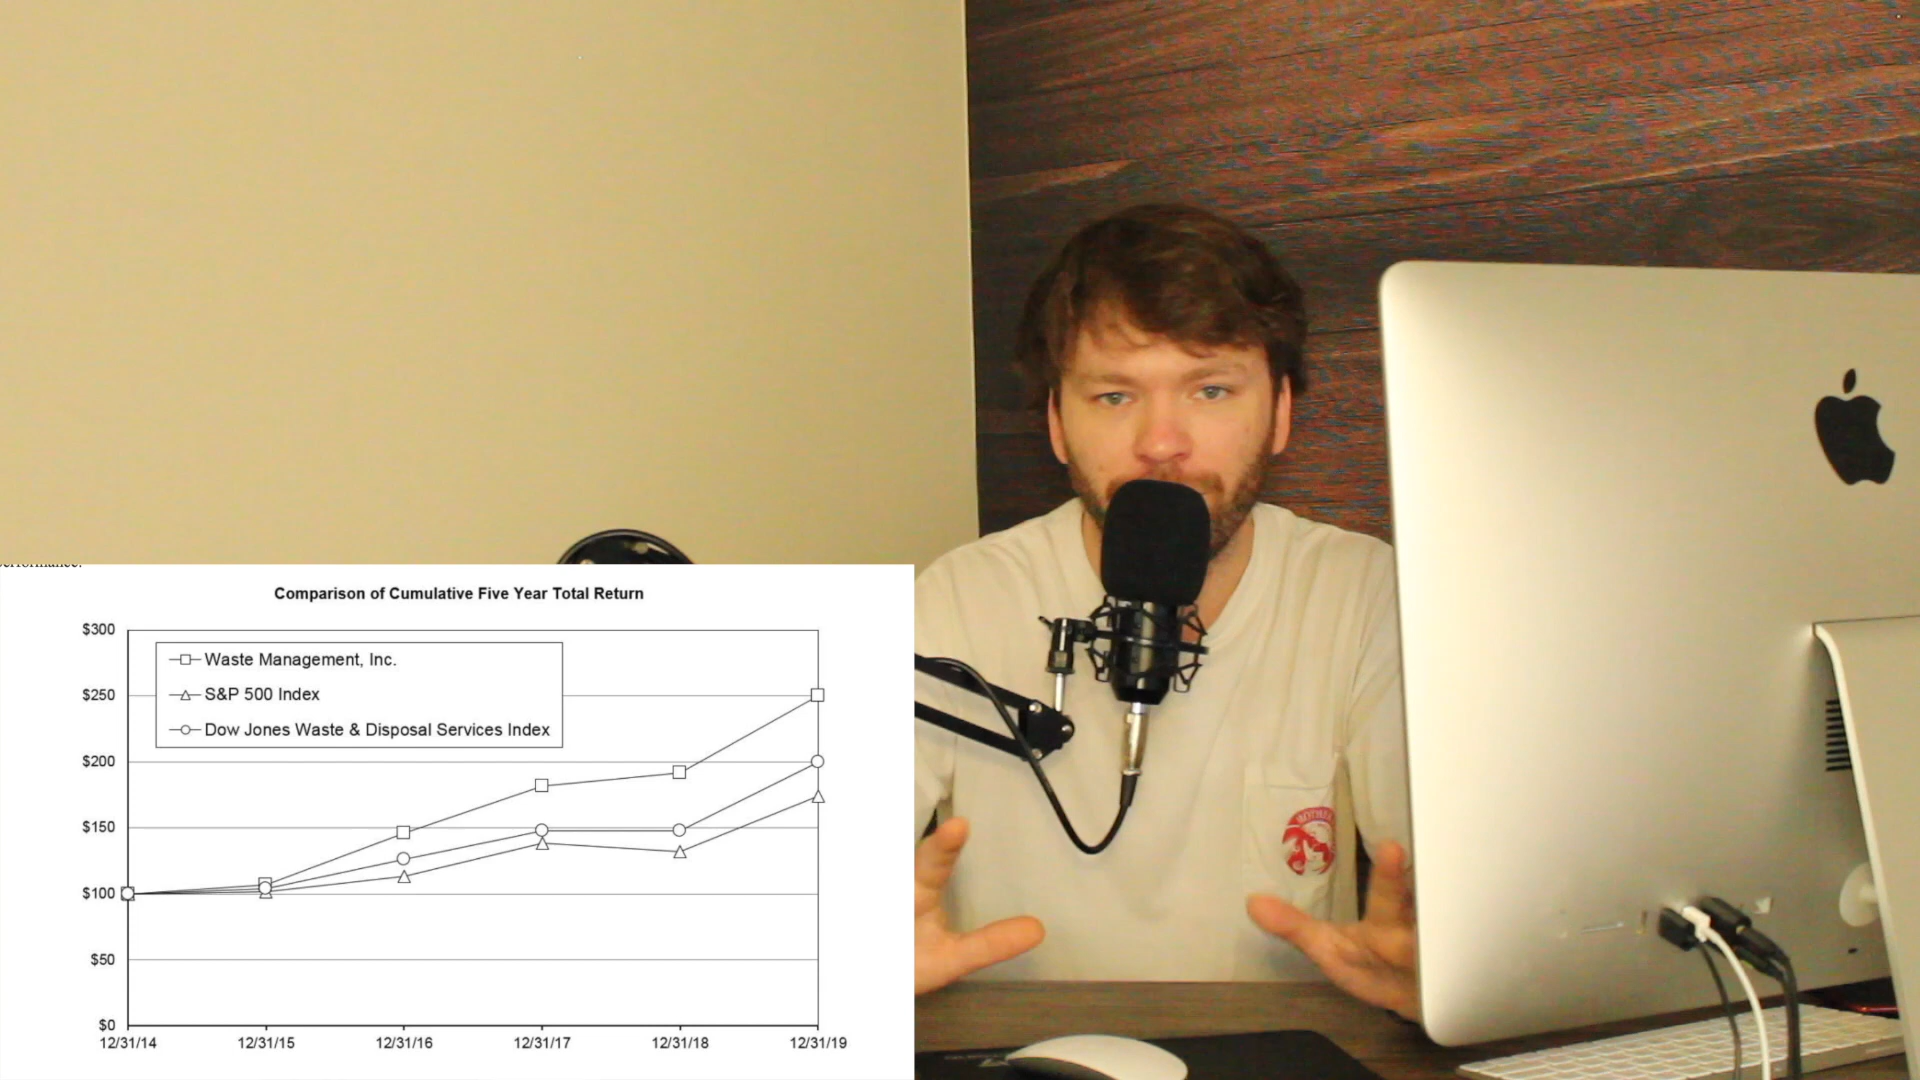 Comparison of Cumulative Five Year Total Return
$300
Waste Management, Inc.
$250
S&P 500 Index
Dow Jones Waste & Disposal Services Index
$200
$150
$100
$50
$0
12/31/14 12/31/15 12/31/16 12/31/17 12/31/18 12/31/19